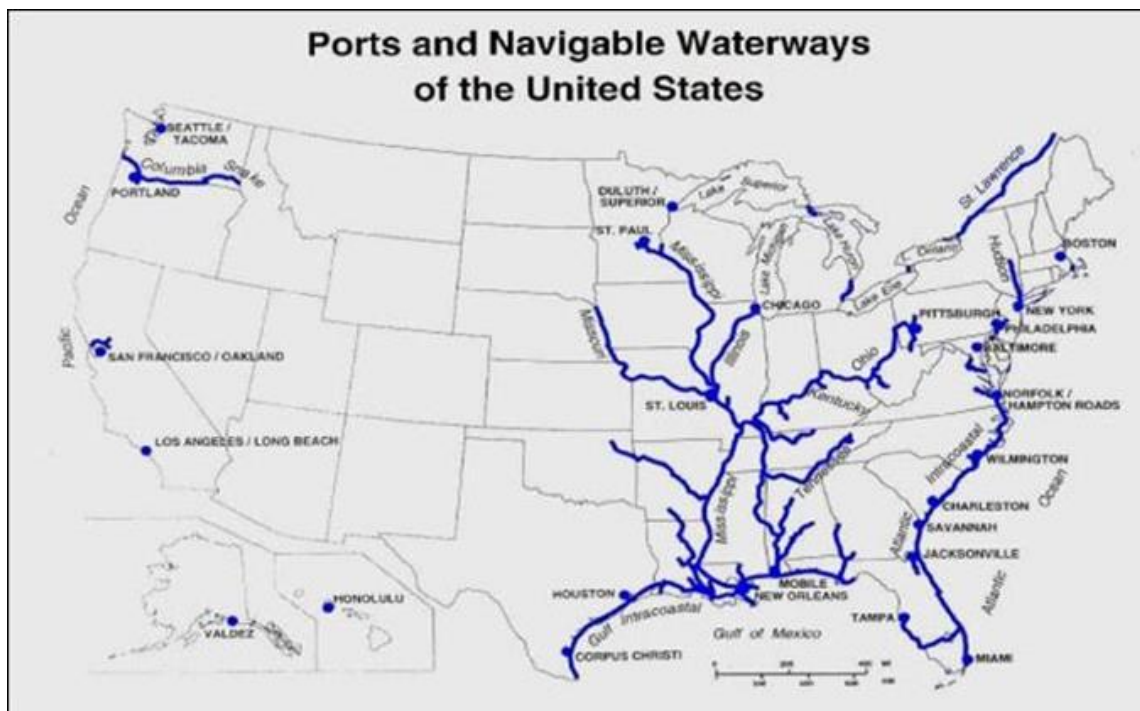 Ports and Navigable Waterways
of the United States
SEATTLE /
TACOMA
Columbia
Snake
PORTLAND
Ocean
Pacific
SAN FRANCISCO / OAKLAND
LOS ANGELES / LONG BEACH
DULUTH /
SUPERIOR
Lake Superior
ST. PAUL
Mississippi
Lake Michigan
Lake Huron
Ontario
Lake Erie
St. Lawrence
Hudson
BOSTON
CHICAGO
Illinois
Missouri
ST. LOUIS
PITTSBURGH
NEW YORK
PHILADELPHIA
BALTIMORE
Ohio
Kentucky
NORFOLK /
HAMPTON ROADS
Intracoastal
WILMINGTON
Ocean
Tennessee
Mississippi
CHARLESTON
SAVANNAH
Atlantic
JACKSONVILLE
Atlantic
MOBILE
NEW ORLEANS
HOUSTON
Gulf Intracoastal
TAMPA
Gulf of Mexico
CORPUS CHRISTI
MIAMI
HONOLULU
VALDEZ
0 200 400